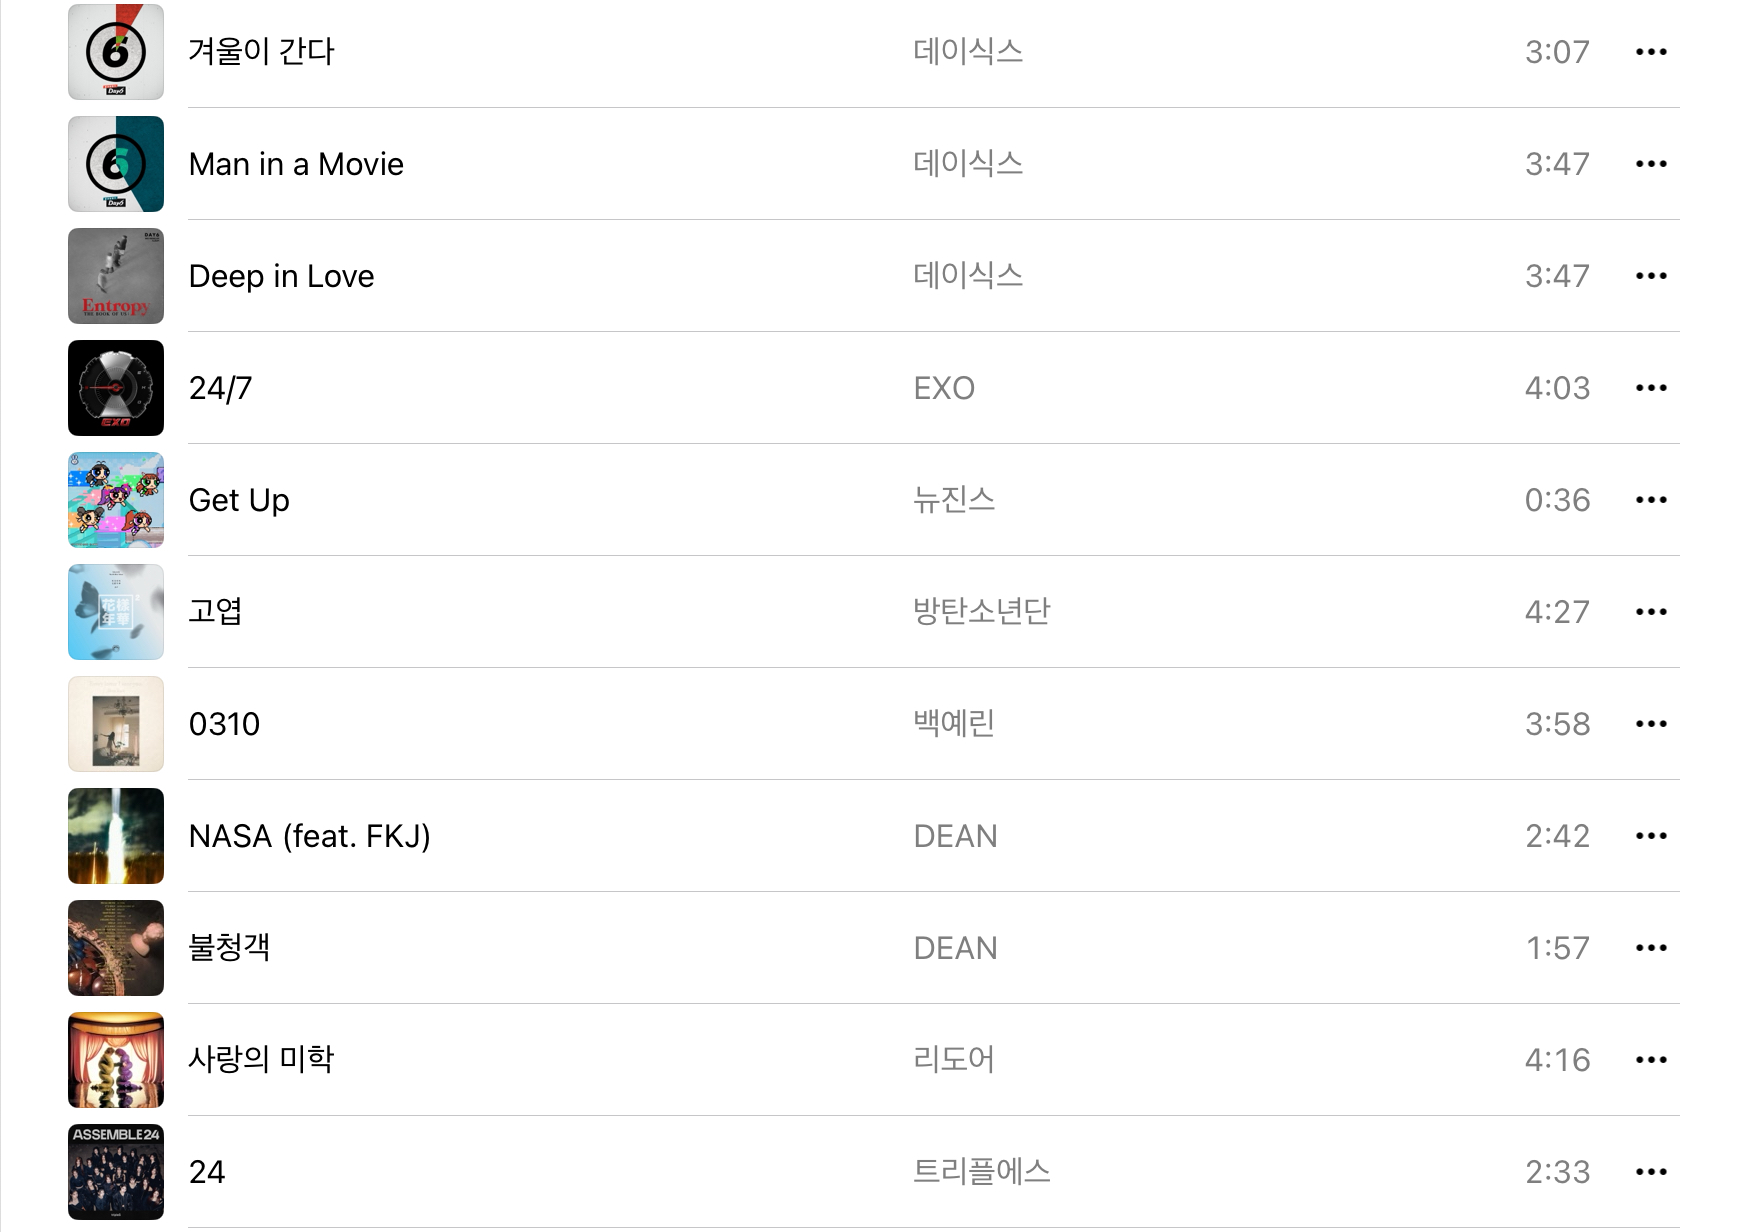 겨울이 간다 데이식스 3:07
Man in a Movie 데이식스 3:47
Entropy
Deep in Love 데이식스 3:47
EXO
24/7 EXO 4:03
Get Up 뉴진스 0:36
花樣
年華
고엽 방탄소년단 4:27
0310 백예린 3:58
NASA (feat. FKJ) DEAN 2:42
불청객 DEAN 1:57
사랑의 미학 리도어 4:16
ASSEMBLE24
24 트리플에스 2:33